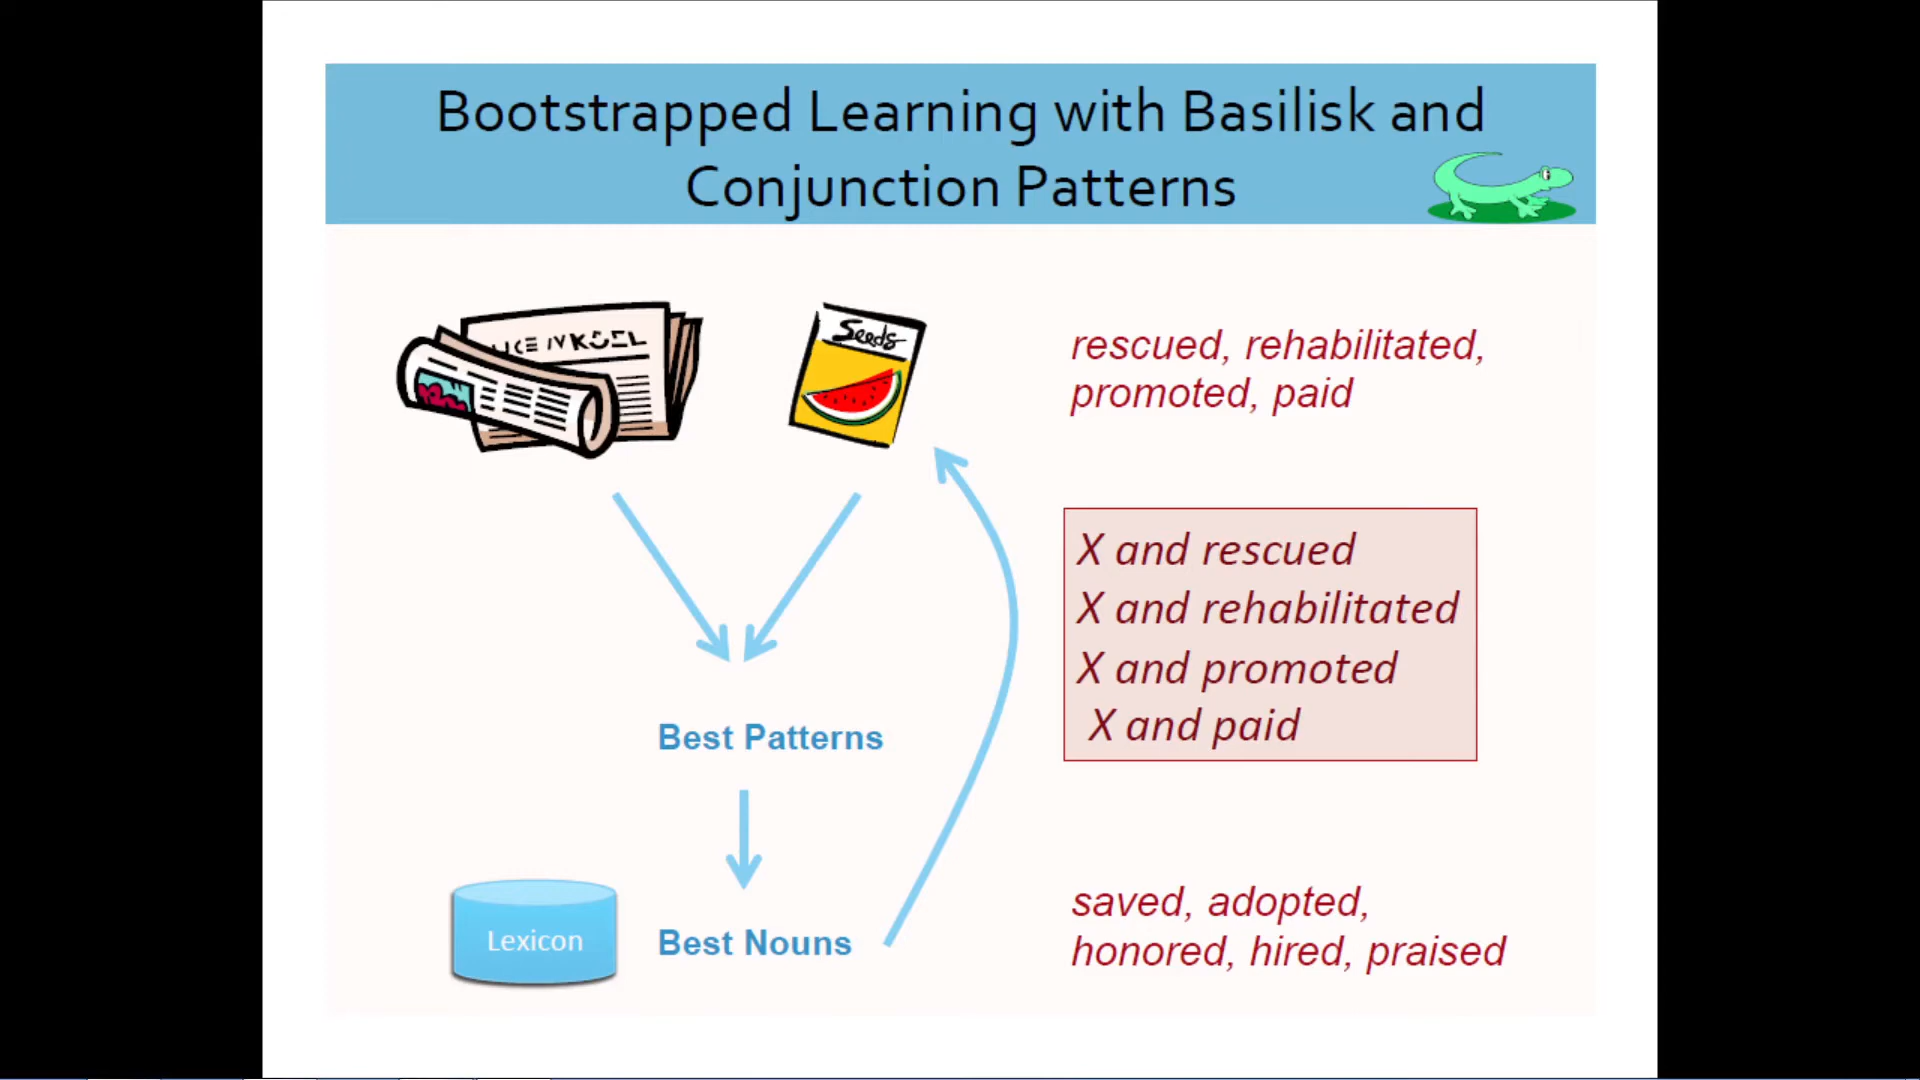 Bootstrapped Learning with Basilisk and
Conjunction Patterns
Seeds
rescued, rehabilitated,
promoted, paid
X and rescued
X and rehabilitated
X and promoted
X and paid
Best Patterns
Lexicon
Best Nouns
saved, adopted,
honored, hired, praised